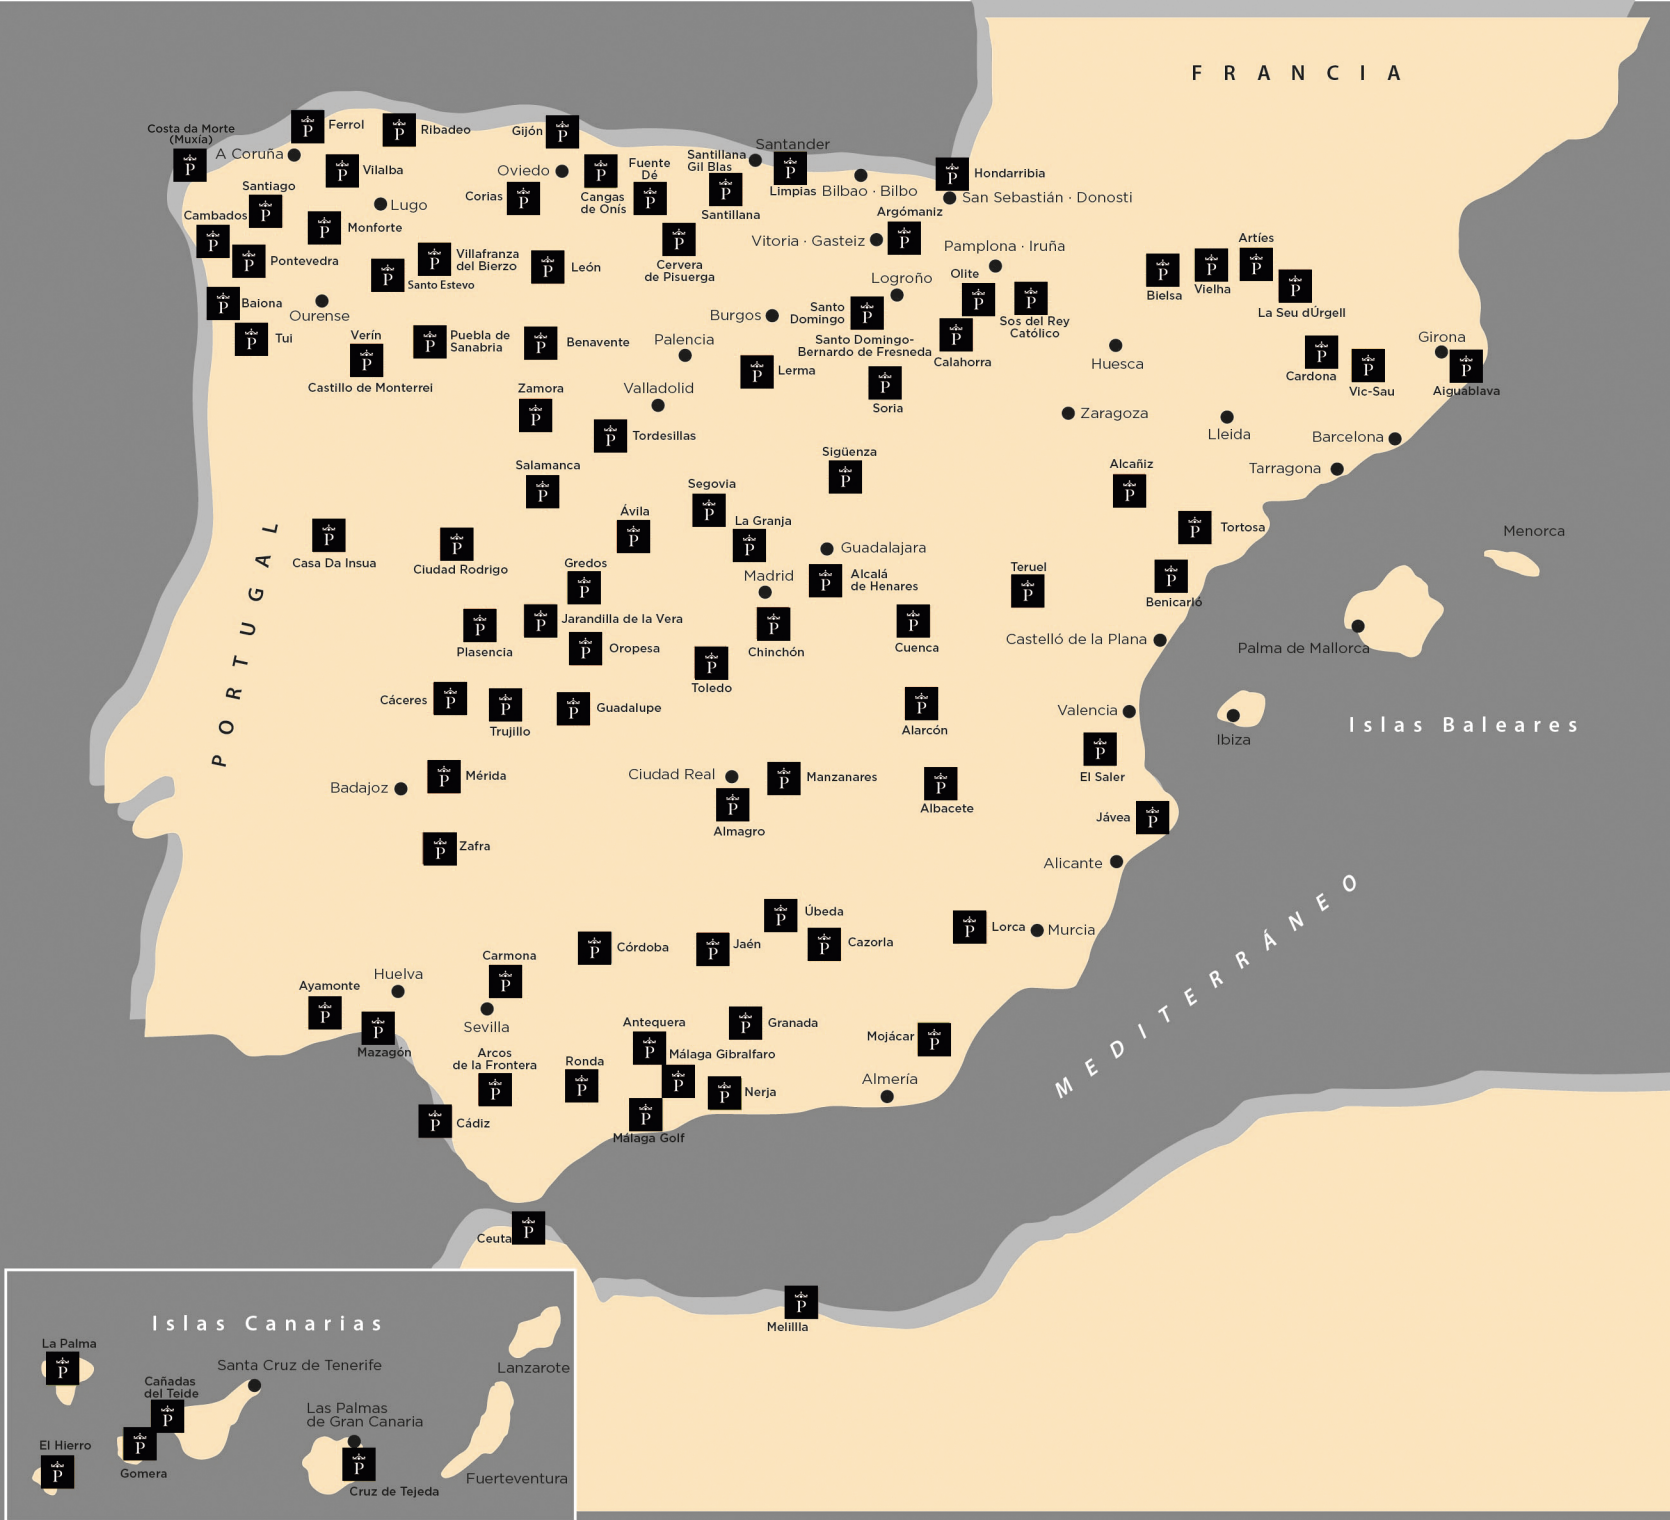 FRANCIA
Costa da Morte
(Muxía)
Ferrol
Ribadeo
Gijón
A Coruña
Vilalba
Oviedo
Fuente
Dé
Santillana
Gil Blas
Santander
Hondarribia
Santiago
Lugo
Corias
Cangas
de Onís
Santillana
Limpias
Bilbao · Bilbo
San Sebastián · Donosti
Cambados
Monforte
Argómaniz
Vitoria · Gasteiz
Pamplona · Iruña
Artíes
Pontevedra
Villafranza
del Bierzo
León
Cervera
de Pisuerga
Logroño
Olite
Bielsa
Vielha
Santo Estevo
La Seu dÚrgell
Baiona
Ourense
Burgos
Santo
Domingo
Sos del Rey
Católico
Tui
Verín
Puebla de
Sanabria
Benavente
Palencia
Santo Domingo-
Bernardo de Fresneda
Calahorra
Huesca
Girona
Castillo de Monterrei
Lerma
Cardona
Vic-Sau
Aiguablava
Zamora
Valladolid
Soria
Zaragoza
Lleida
Barcelona
Tordesillas
Salamanca
Sigüenza
Alcañiz
Tarragona
Segovia
Ávila
La Granja
Tortosa
Menorca
PORTUGAL
Casa Da Insua
Ciudad Rodrigo
Gredos
Guadalajara
Madrid
Alcalá
de Henares
Teruel
Benicarló
Plasencia
Jarandilla de la Vera
Oropesa
Chinchón
Cuenca
Castelló de la Plana
Palma de Mallorca
Toledo
Cáceres
Trujillo
Guadalupe
Alarcón
Valencia
Ibiza
Islas Baleares
Mérida
Badajoz
Ciudad Real
Manzanares
Albacete
El Saler
Almagro
Jávea
Zafra
Alicante
MEDITERRÁNEO
Úbeda
Córdoba
Jaén
Cazorla
Lorca
Murcia
Carmona
Huelva
Ayamonte
Mazagón
Sevilla
Antequera
Granada
Mojácar
Arcos
de la Frontera
Ronda
Málaga Gibralfaro
Nerja
Almería
Cádiz
Málaga Golf
Ceuta
Melillla
Islas Canarias
La Palma
Santa Cruz de Tenerife
Lanzarote
Cañadas
del Teide
Las Palmas
de Gran Canaria
El Hierro
Gomera
Fuerteventura
Cruz de Tejeda